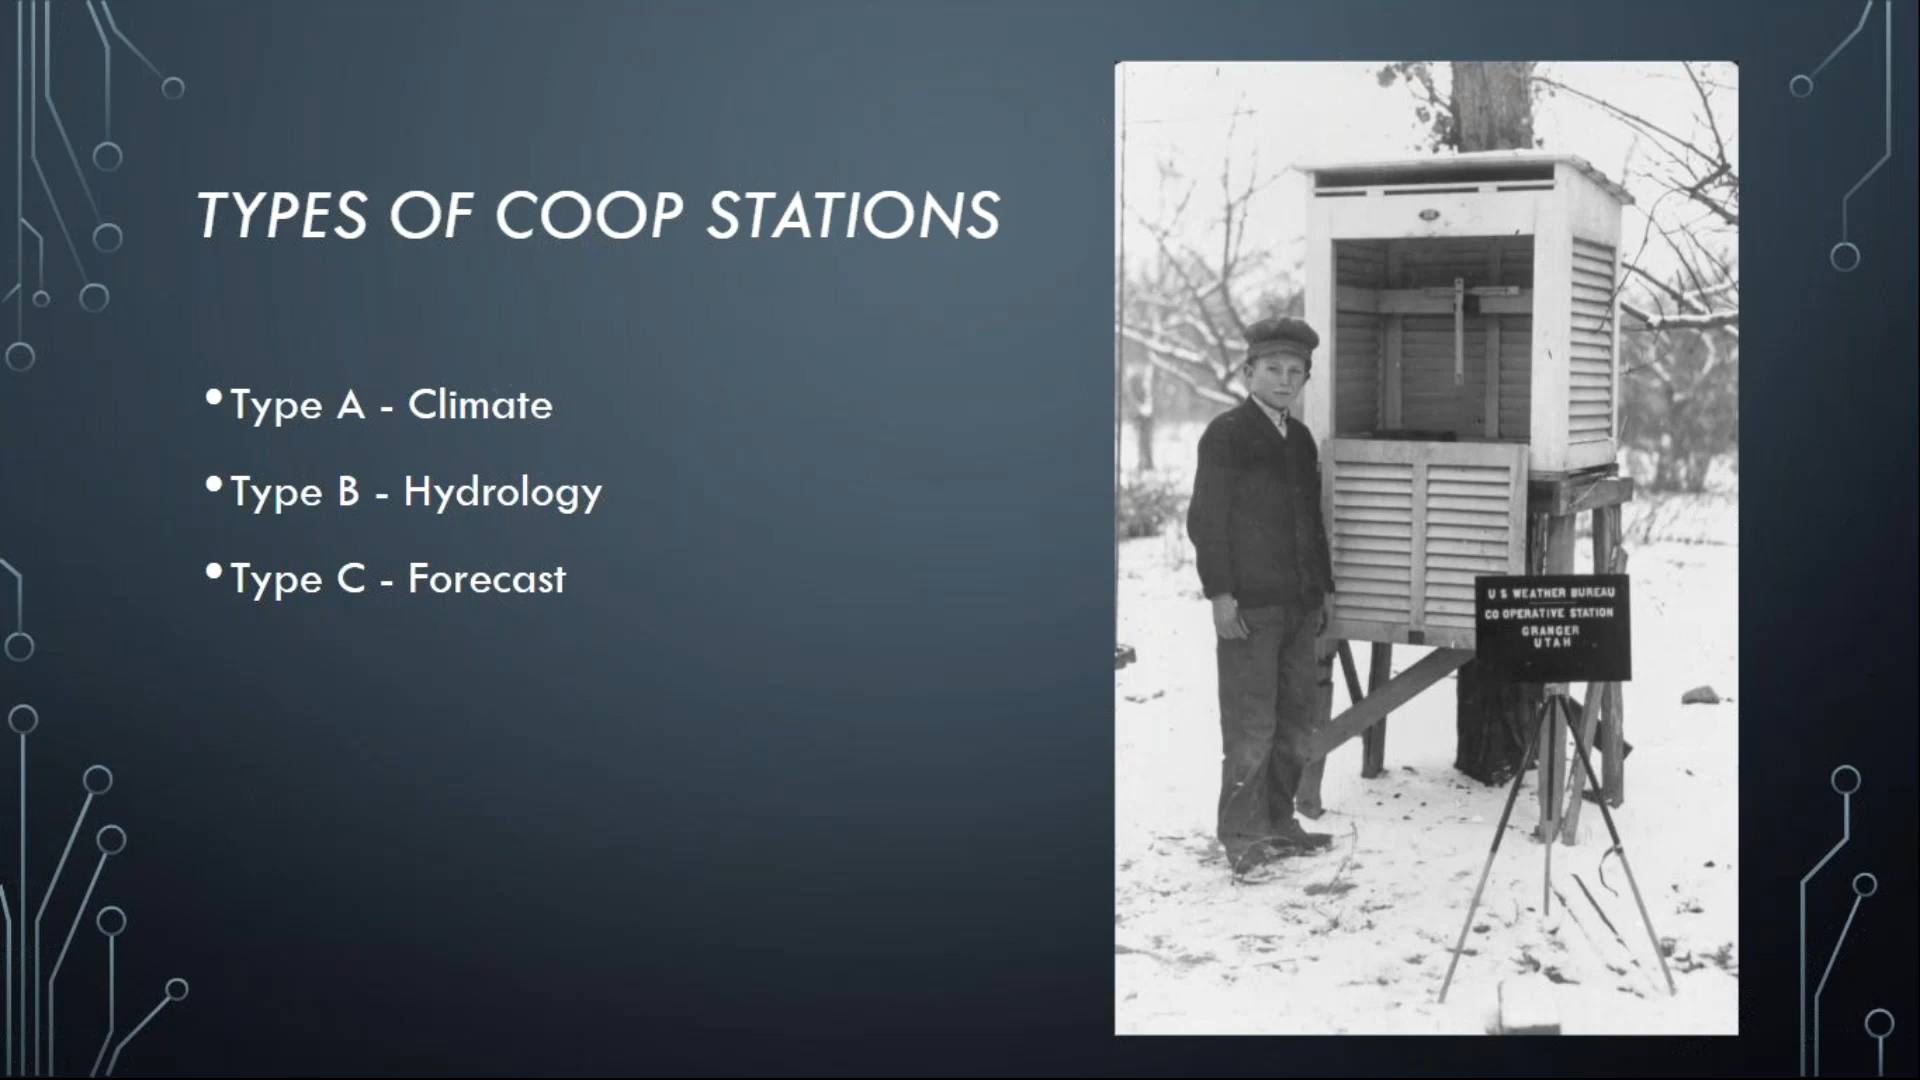 TYPES OF COOP STATIONS
•Type A - Climate
•Type B - Hydrology
•Type C - Forecast
U S WEATHER BUREAU
CO OPERATIVE STATION
GRANGER
UTAH